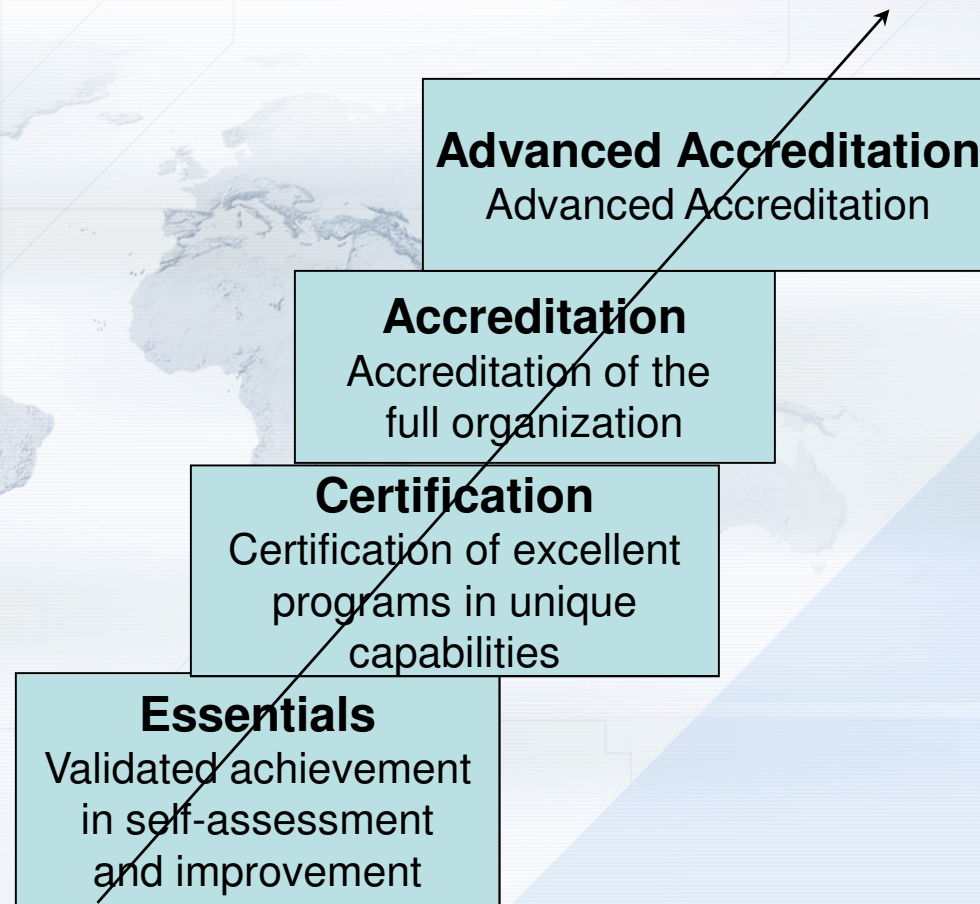 Advanced Accreditation
Advanced Accreditation
Accreditation
Accreditation of the
full organization
Certification
Certification of excellent
programs in unique
capabilities
Essentials
Validated achievement
in self-assessment
and improvement